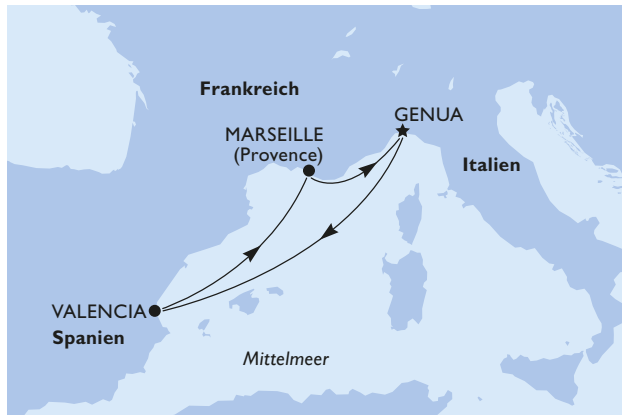 Frankreich
GENUA
MARSEILLE
(Provence)
Italien
VALENCIA
Spanien
Mittelmeer